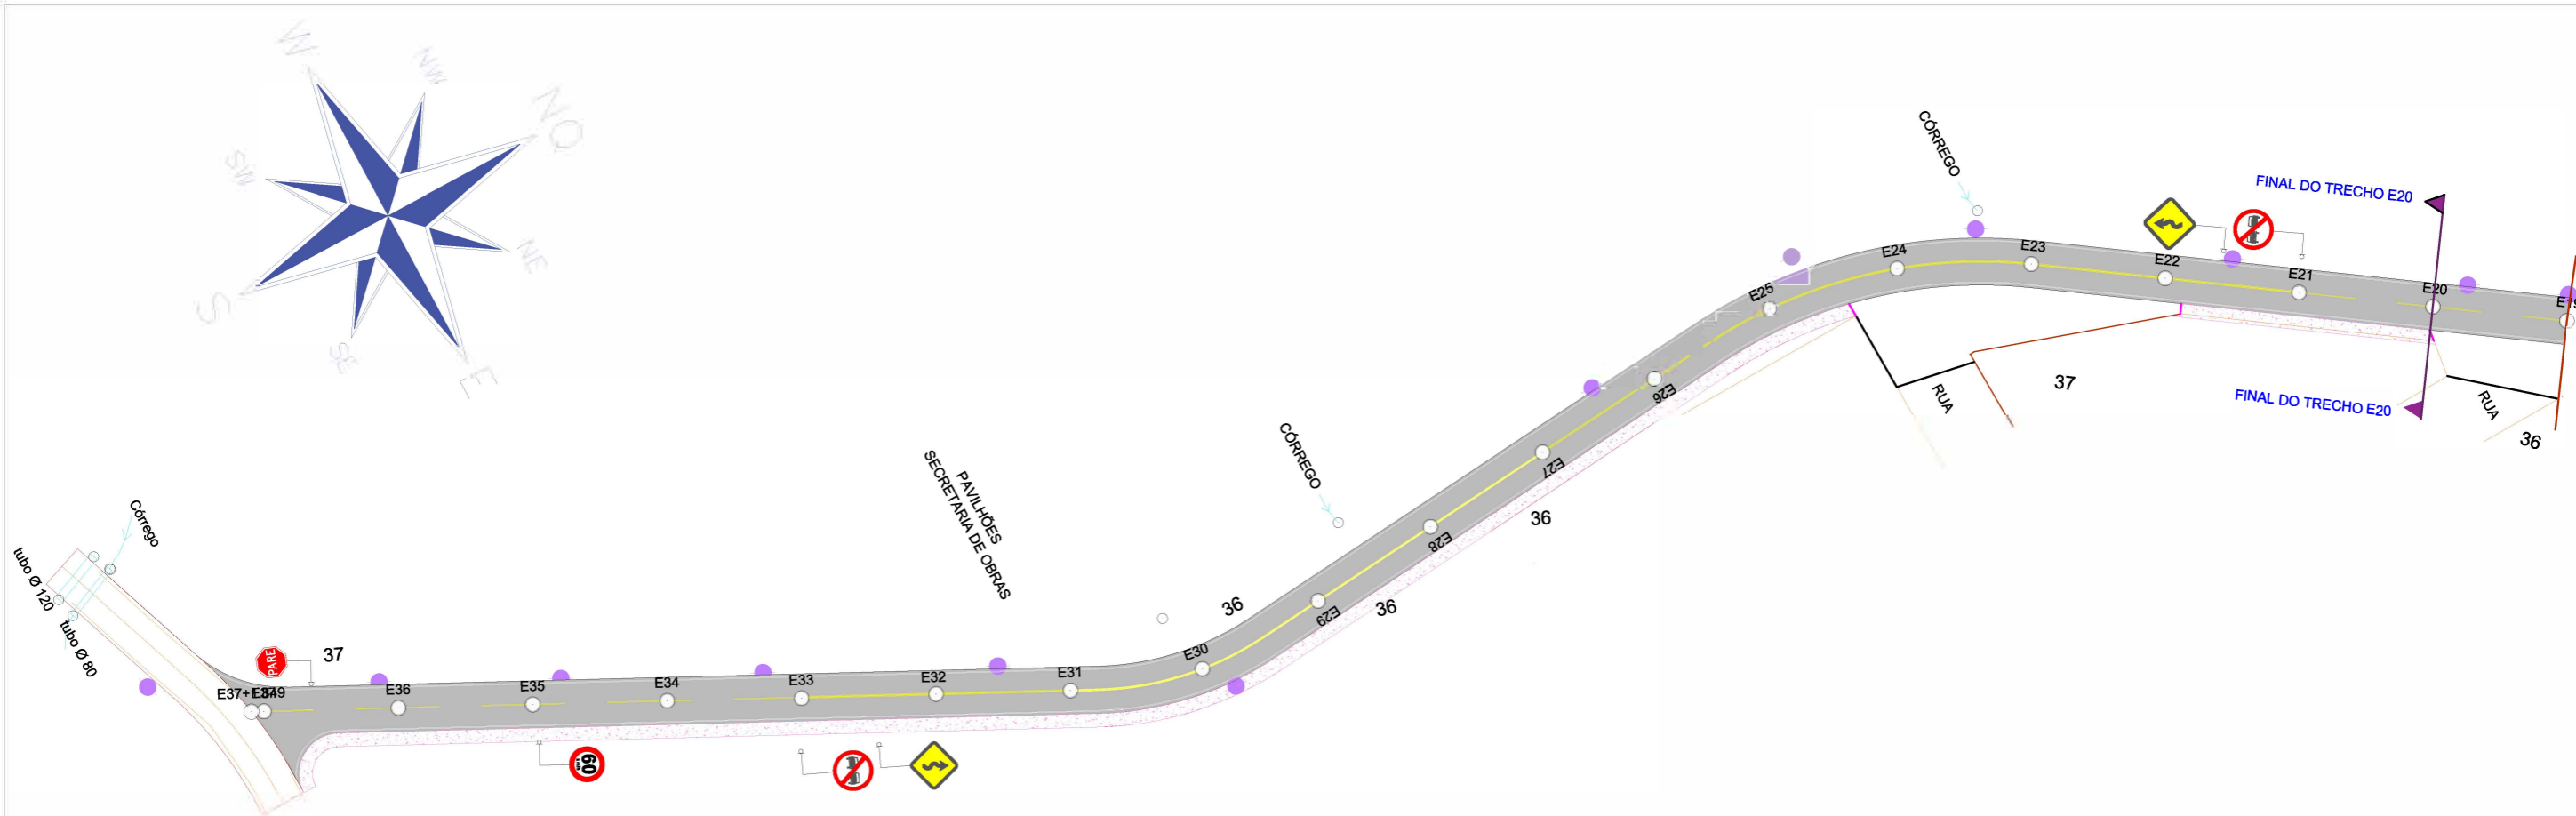 W
NW
NO
SW
NE
S
SE
E
CÓRREGO
FINAL DO TRECHO E20
E25
E24
E23
E22
E21
E20
FINAL DO TRECHO E20
37
RUA
RUA
36
E26
E27
E28
E29
E30
E31
E32
E33
E34
E35
E36
CÓRREGO
PAVILHÕES
SECRETARIA DE OBRAS
36
36
36
Córrego
tubo Ø 120
tubo Ø 80
PARE
37
60